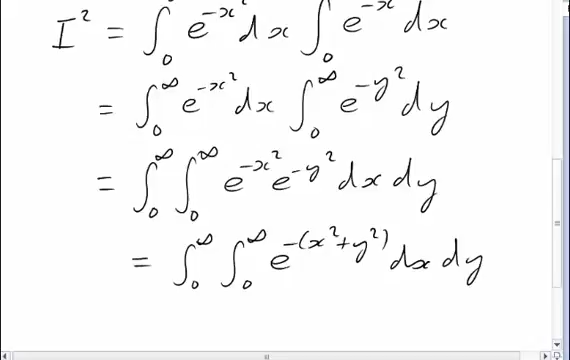 I² = ∫₀^∞ e^{-x²} dx ∫₀ e^{-x} dx
= ∫₀^∞ e^{-x²} dx ∫₀^∞ e^{-y²} dy
= ∫₀^∞ ∫₀^∞ e^{-x²} e^{-y²} dx dy
= ∫₀^∞ ∫₀^∞ e^{-(x²+y²)} dx dy